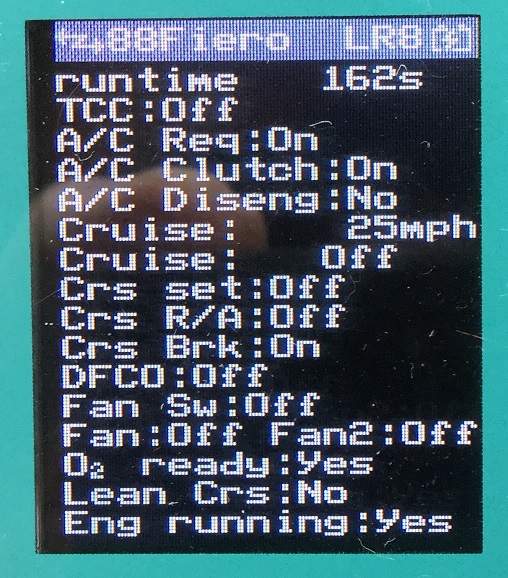 88Fiero LR8
runtime 162s
TCC:Off
A/C Req:On
A/C Clutch:On
A/C Diseng:No
Cruise: 25mph
Cruise: Off
Crs set:Off
Crs R/A:Off
Crs Brk:On
DFCO:Off
Fan Sw:Off
Fan:Off Fan2:Off
O₂ ready:Yes
Lean Crs:No
Eng running:Yes